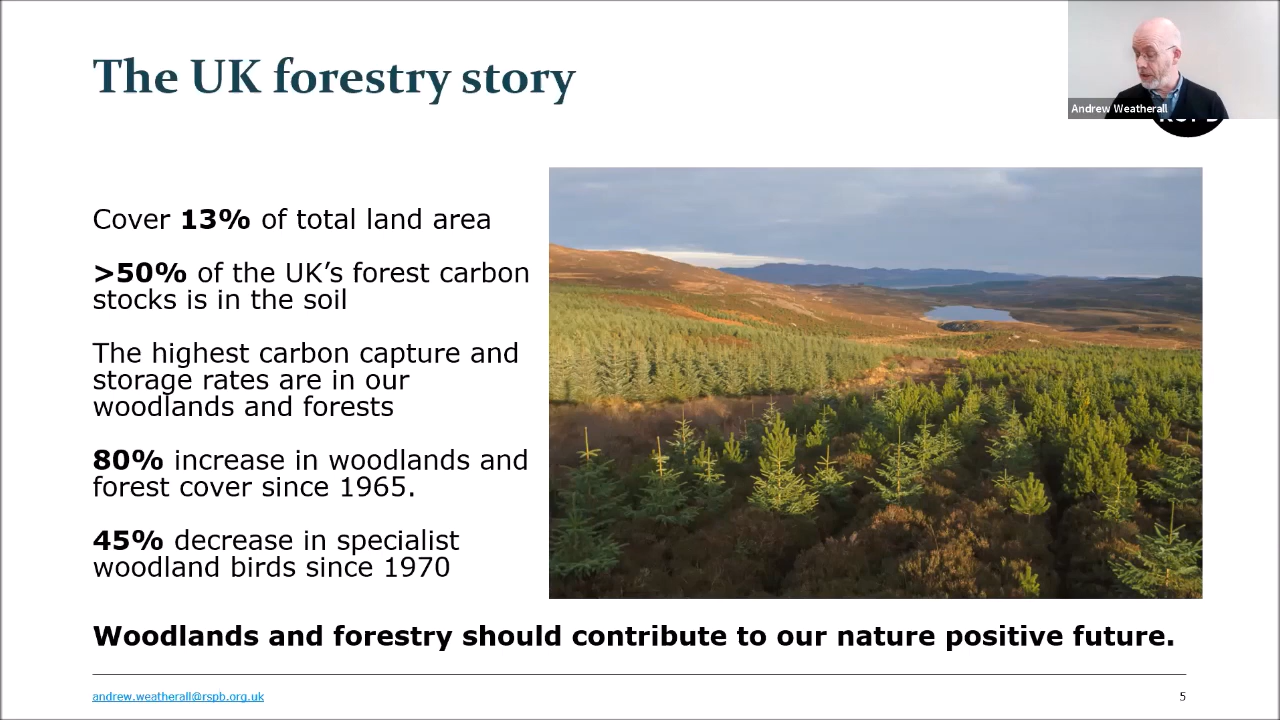 The UK forestry story
Andrew Weatherall
Cover 13% of total land area
>50% of the UK’s forest carbon
stocks is in the soil
The highest carbon capture and
storage rates are in our
woodlands and forests
80% increase in woodlands and
forest cover since 1965.
45% decrease in specialist
woodland birds since 1970
Woodlands and forestry should contribute to our nature positive future.
andrew.weatherall@rspb.org.uk
5